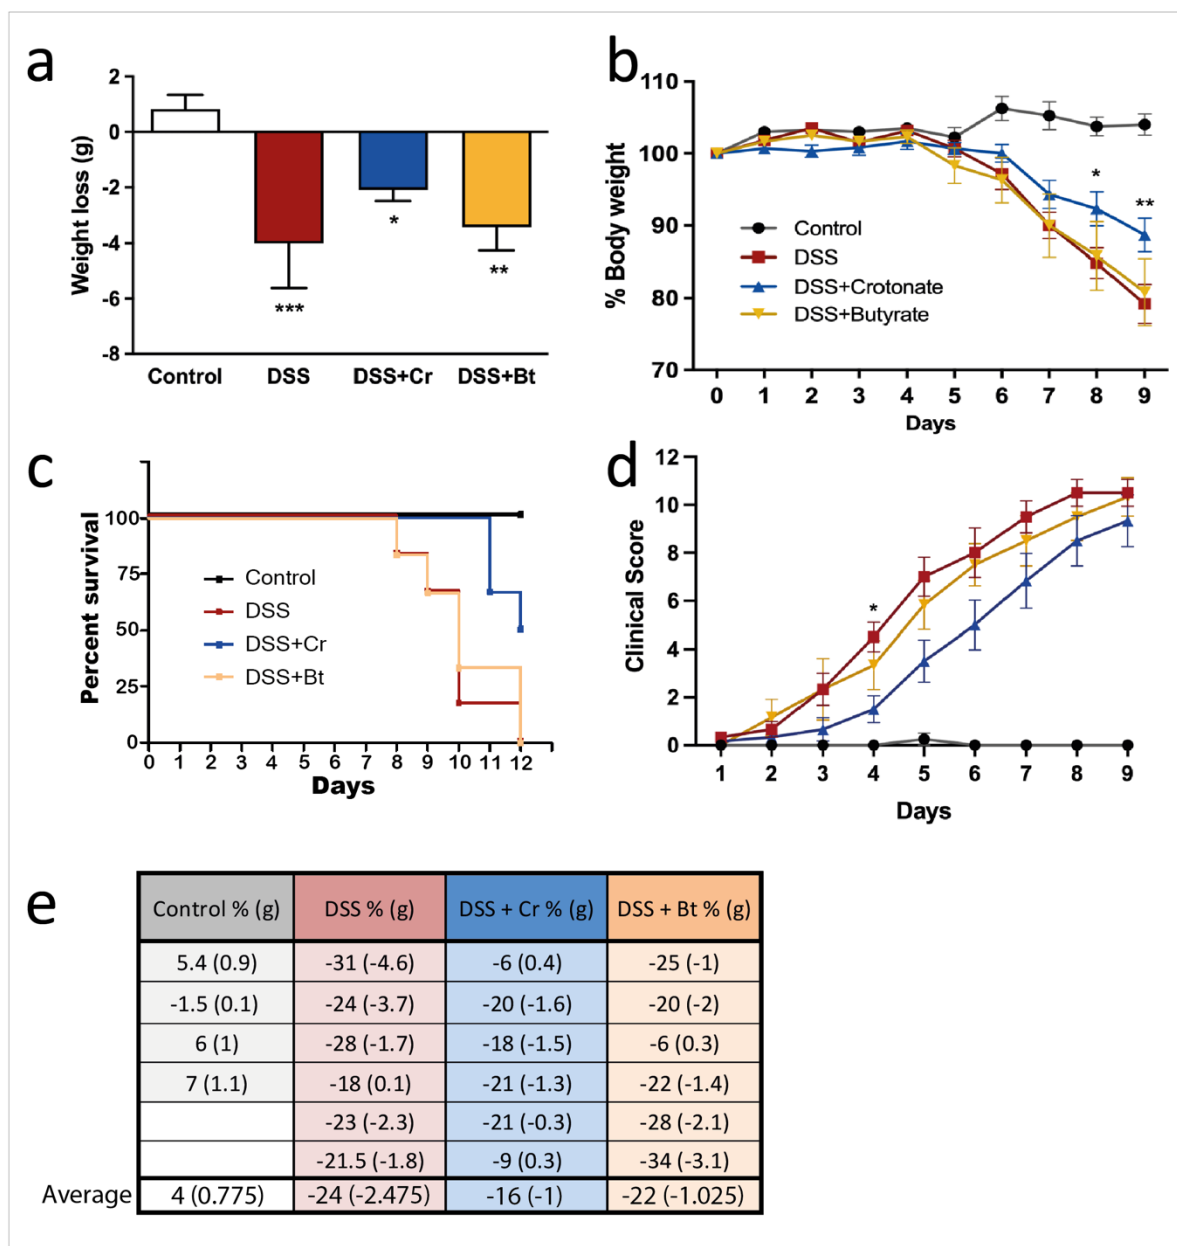 a
Weight loss (g)
2
0
-2
-4
-6
-8
***
*
**
Control DSS DSS+Cr DSS+Bt
b
% Body weight
110
100
90
80
70
Control
DSS
DSS+Crotonate
DSS+Butyrate
*
**
0 1 2 3 4 5 6 7 8 9
Days
c
Percent survival
100
75
50
25
0
Control
DSS
DSS+Cr
DSS+Bt
0 1 2 3 4 5 6 7 8 9 10 11 12
Days
d
Clinical Score
12
10
8
6
4
2
0
*
1 2 3 4 5 6 7 8 9
Days
e
Control % (g) DSS % (g) DSS + Cr % (g) DSS + Bt % (g)
5.4 (0.9) -31 (-4.6) -6 (0.4) -25 (-1)
-1.5 (0.1) -24 (-3.7) -20 (-1.6) -20 (-2)
6 (1) -28 (-1.7) -18 (-1.5) -6 (0.3)
7 (1.1) -18 (0.1) -21 (-1.3) -22 (-1.4)
-23 (-2.3) -21 (-0.3) -28 (-2.1)
-21.5 (-1.8) -9 (0.3) -34 (-3.1)
Average 4 (0.775) -24 (-2.475) -16 (-1) -22 (-1.025)